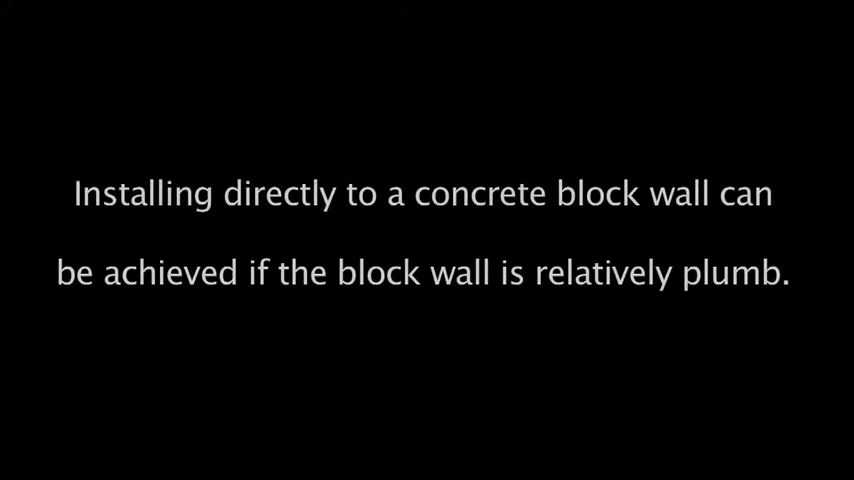 Installing directly to a concrete block wall can
be achieved if the block wall is relatively plumb.